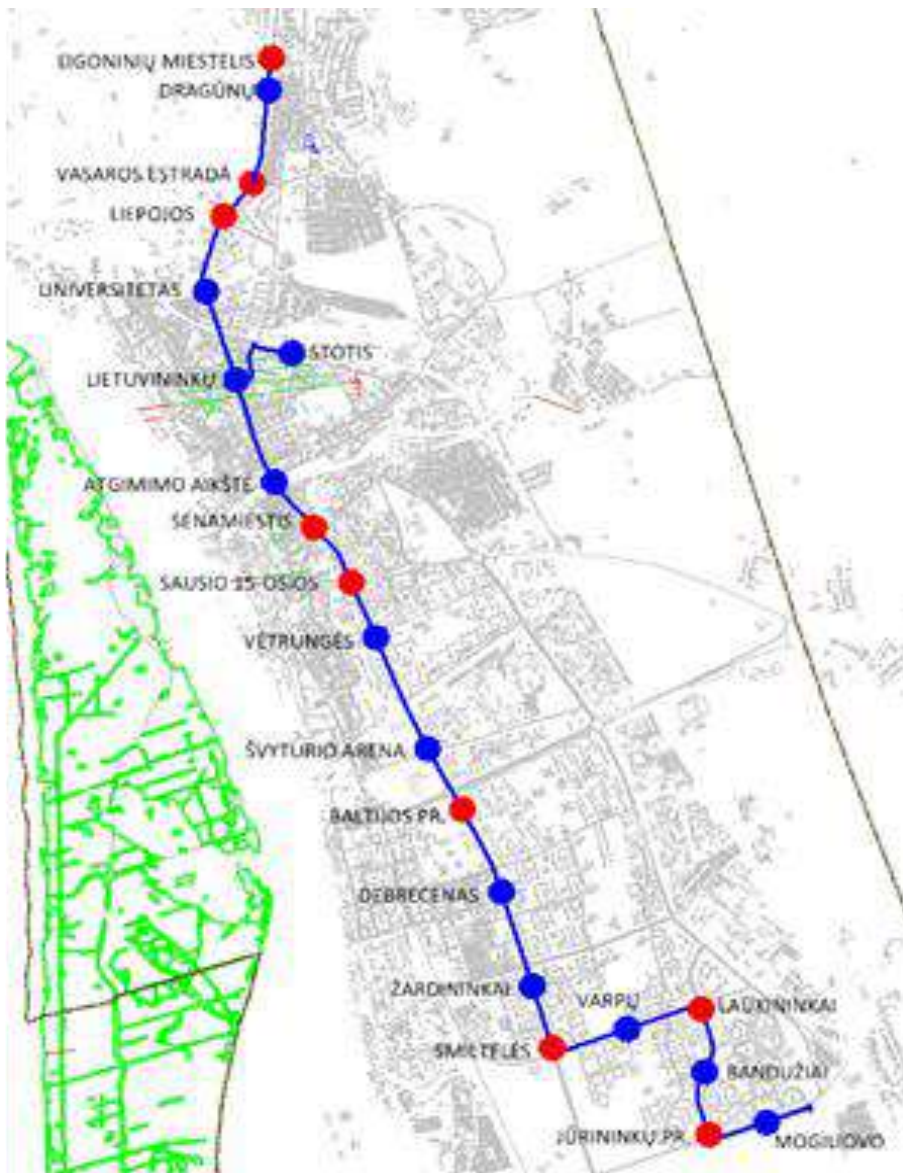 LIGONINIŲ MIESTELIS
DRAGŪNŲ
VASAROS ESTRADA
LIEPOJOS
UNIVERSITETAS
STOTIS
LIETUVININKŲ
ATGIMIMO AIKŠTĖ
SENAMIESTIS
SAUSIO 15-OSIOS
VĖTRUNGĖS
ŠVYTURIO ARENA
BALTIJOS PR.
DEBRECENAS
ŽARDININKAI
VARPŲ
LAUKININKAI
SMILTELĖS
BANDUŽIAI
JŪRININKŲ PR.
MOGILIOVO